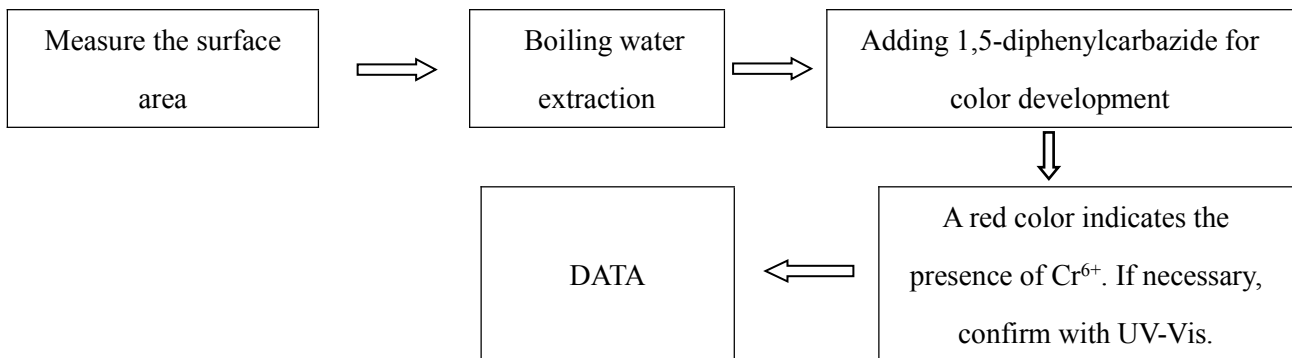 Measure the surface
area
Boiling water
extraction
Adding 1,5-diphenylcarbazide for
color development
A red color indicates the
presence of Cr⁶⁺. If necessary,
confirm with UV-Vis.
DATA